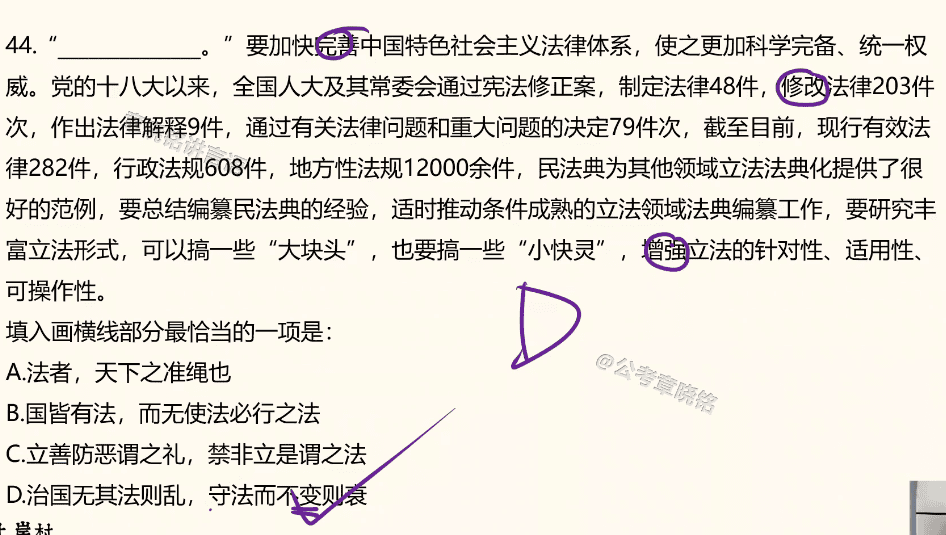 44.“____________。”要加快完善中国特色社会主义法律体系，使之更加科学完备、统一权
威。党的十八大以来，全国人大及其常委会通过宪法修正案，制定法律48件，修改法律203件
次，作出法律解释9件，通过有关法律问题和重大问题的决定79件次，截至目前，现行有效法
律282件，行政法规608件，地方性法规12000余件，民法典为其他领域立法法典化提供了很
好的范例，要总结编纂民法典的经验，适时推动条件成熟的立法领域法典编纂工作，要研究丰
富立法形式，可以搞一些“大块头”，也要搞一些“小快灵”，增强立法的针对性、适用性、
可操作性。
填入画横线部分最恰当的一项是：
D
A.法者，天下之准绳也
@公考章晓铭
B.国皆有法，而无使法必行之法
C.立善防恶谓之礼，禁非立是谓之法
D.治国无其法则乱，守法而不变则衰